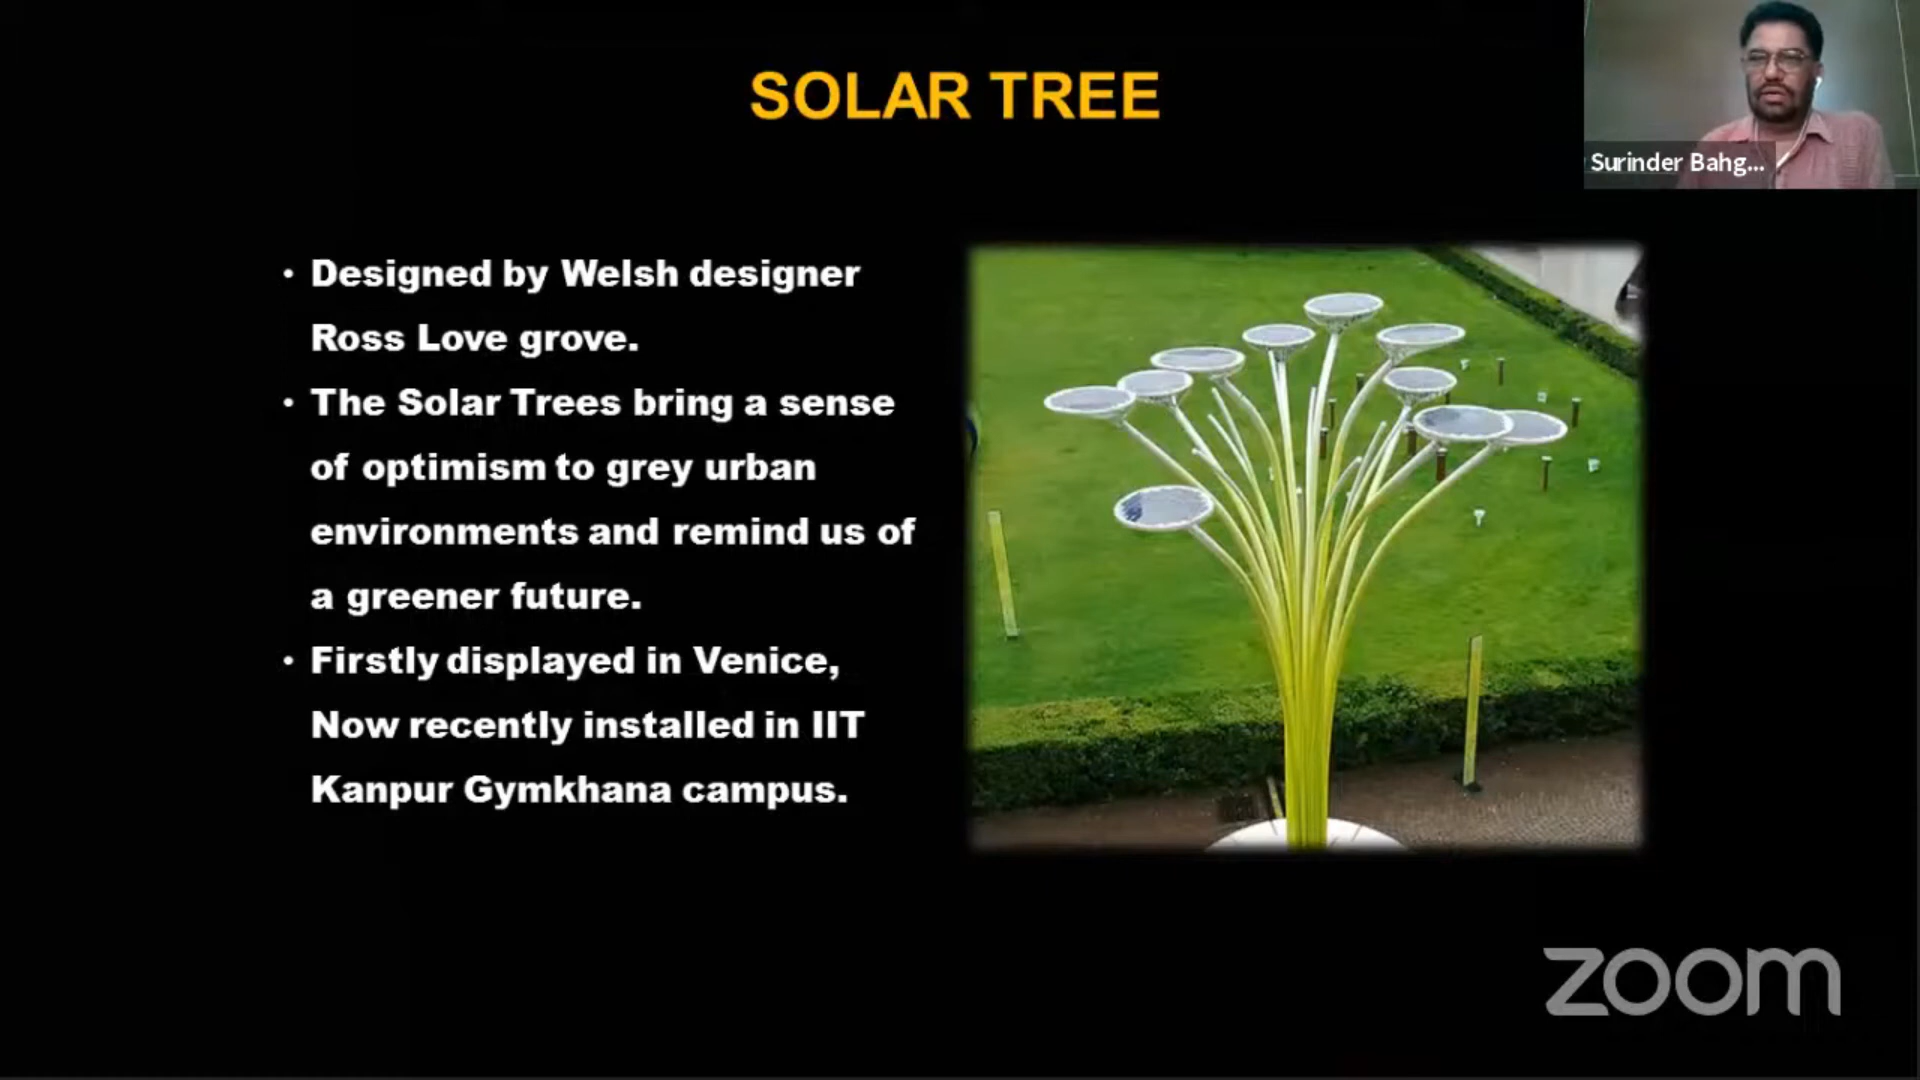 SOLAR TREE
Surinder Bahg...
• Designed by Welsh designer
Ross Love grove.
• The Solar Trees bring a sense
of optimism to grey urban
environments and remind us of
a greener future.
• Firstly displayed in Venice,
Now recently installed in IIT
Kanpur Gymkhana campus.
zoom